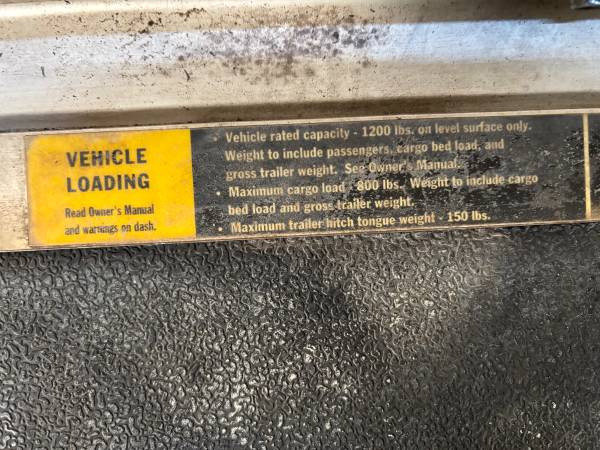 VEHICLE
LOADING
Read Owner's Manual
and warnings on dash.
• Vehicle rated capacity - 1200 lbs. on level surface only.
Weight to include passengers, cargo bed load, and
gross trailer weight. See Owner's Manual.
• Maximum cargo load - 800 lbs. Weight to include cargo
bed load and gross trailer weight.
• Maximum trailer hitch tongue weight - 150 lbs.